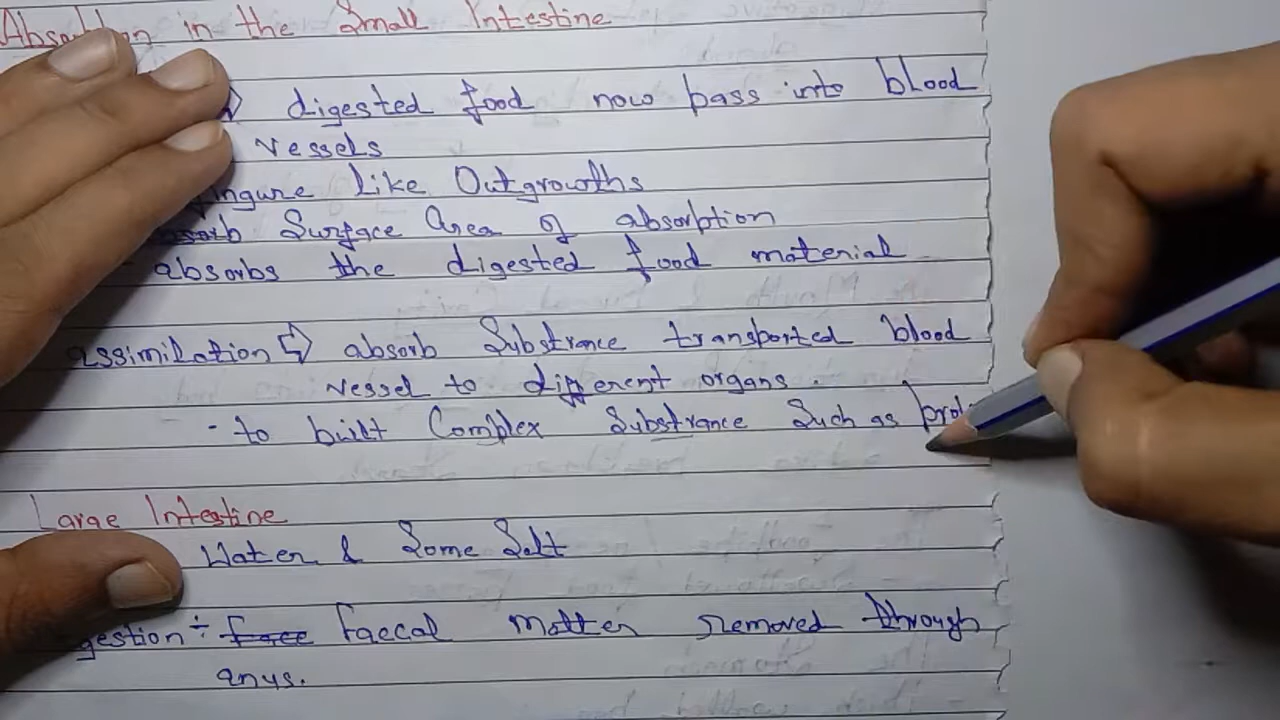 in the Small Intestine
digested food now pass into blood
vessels
like Outgrowths
Surface Area of absorption
absorbs the digested food material
assimilation absorb Substrance transported blood
vessel to different organs.
- to built Complex Substrance Such as
Large Intestine
Water & Some Salt
Faecal Matter removed through
anus.